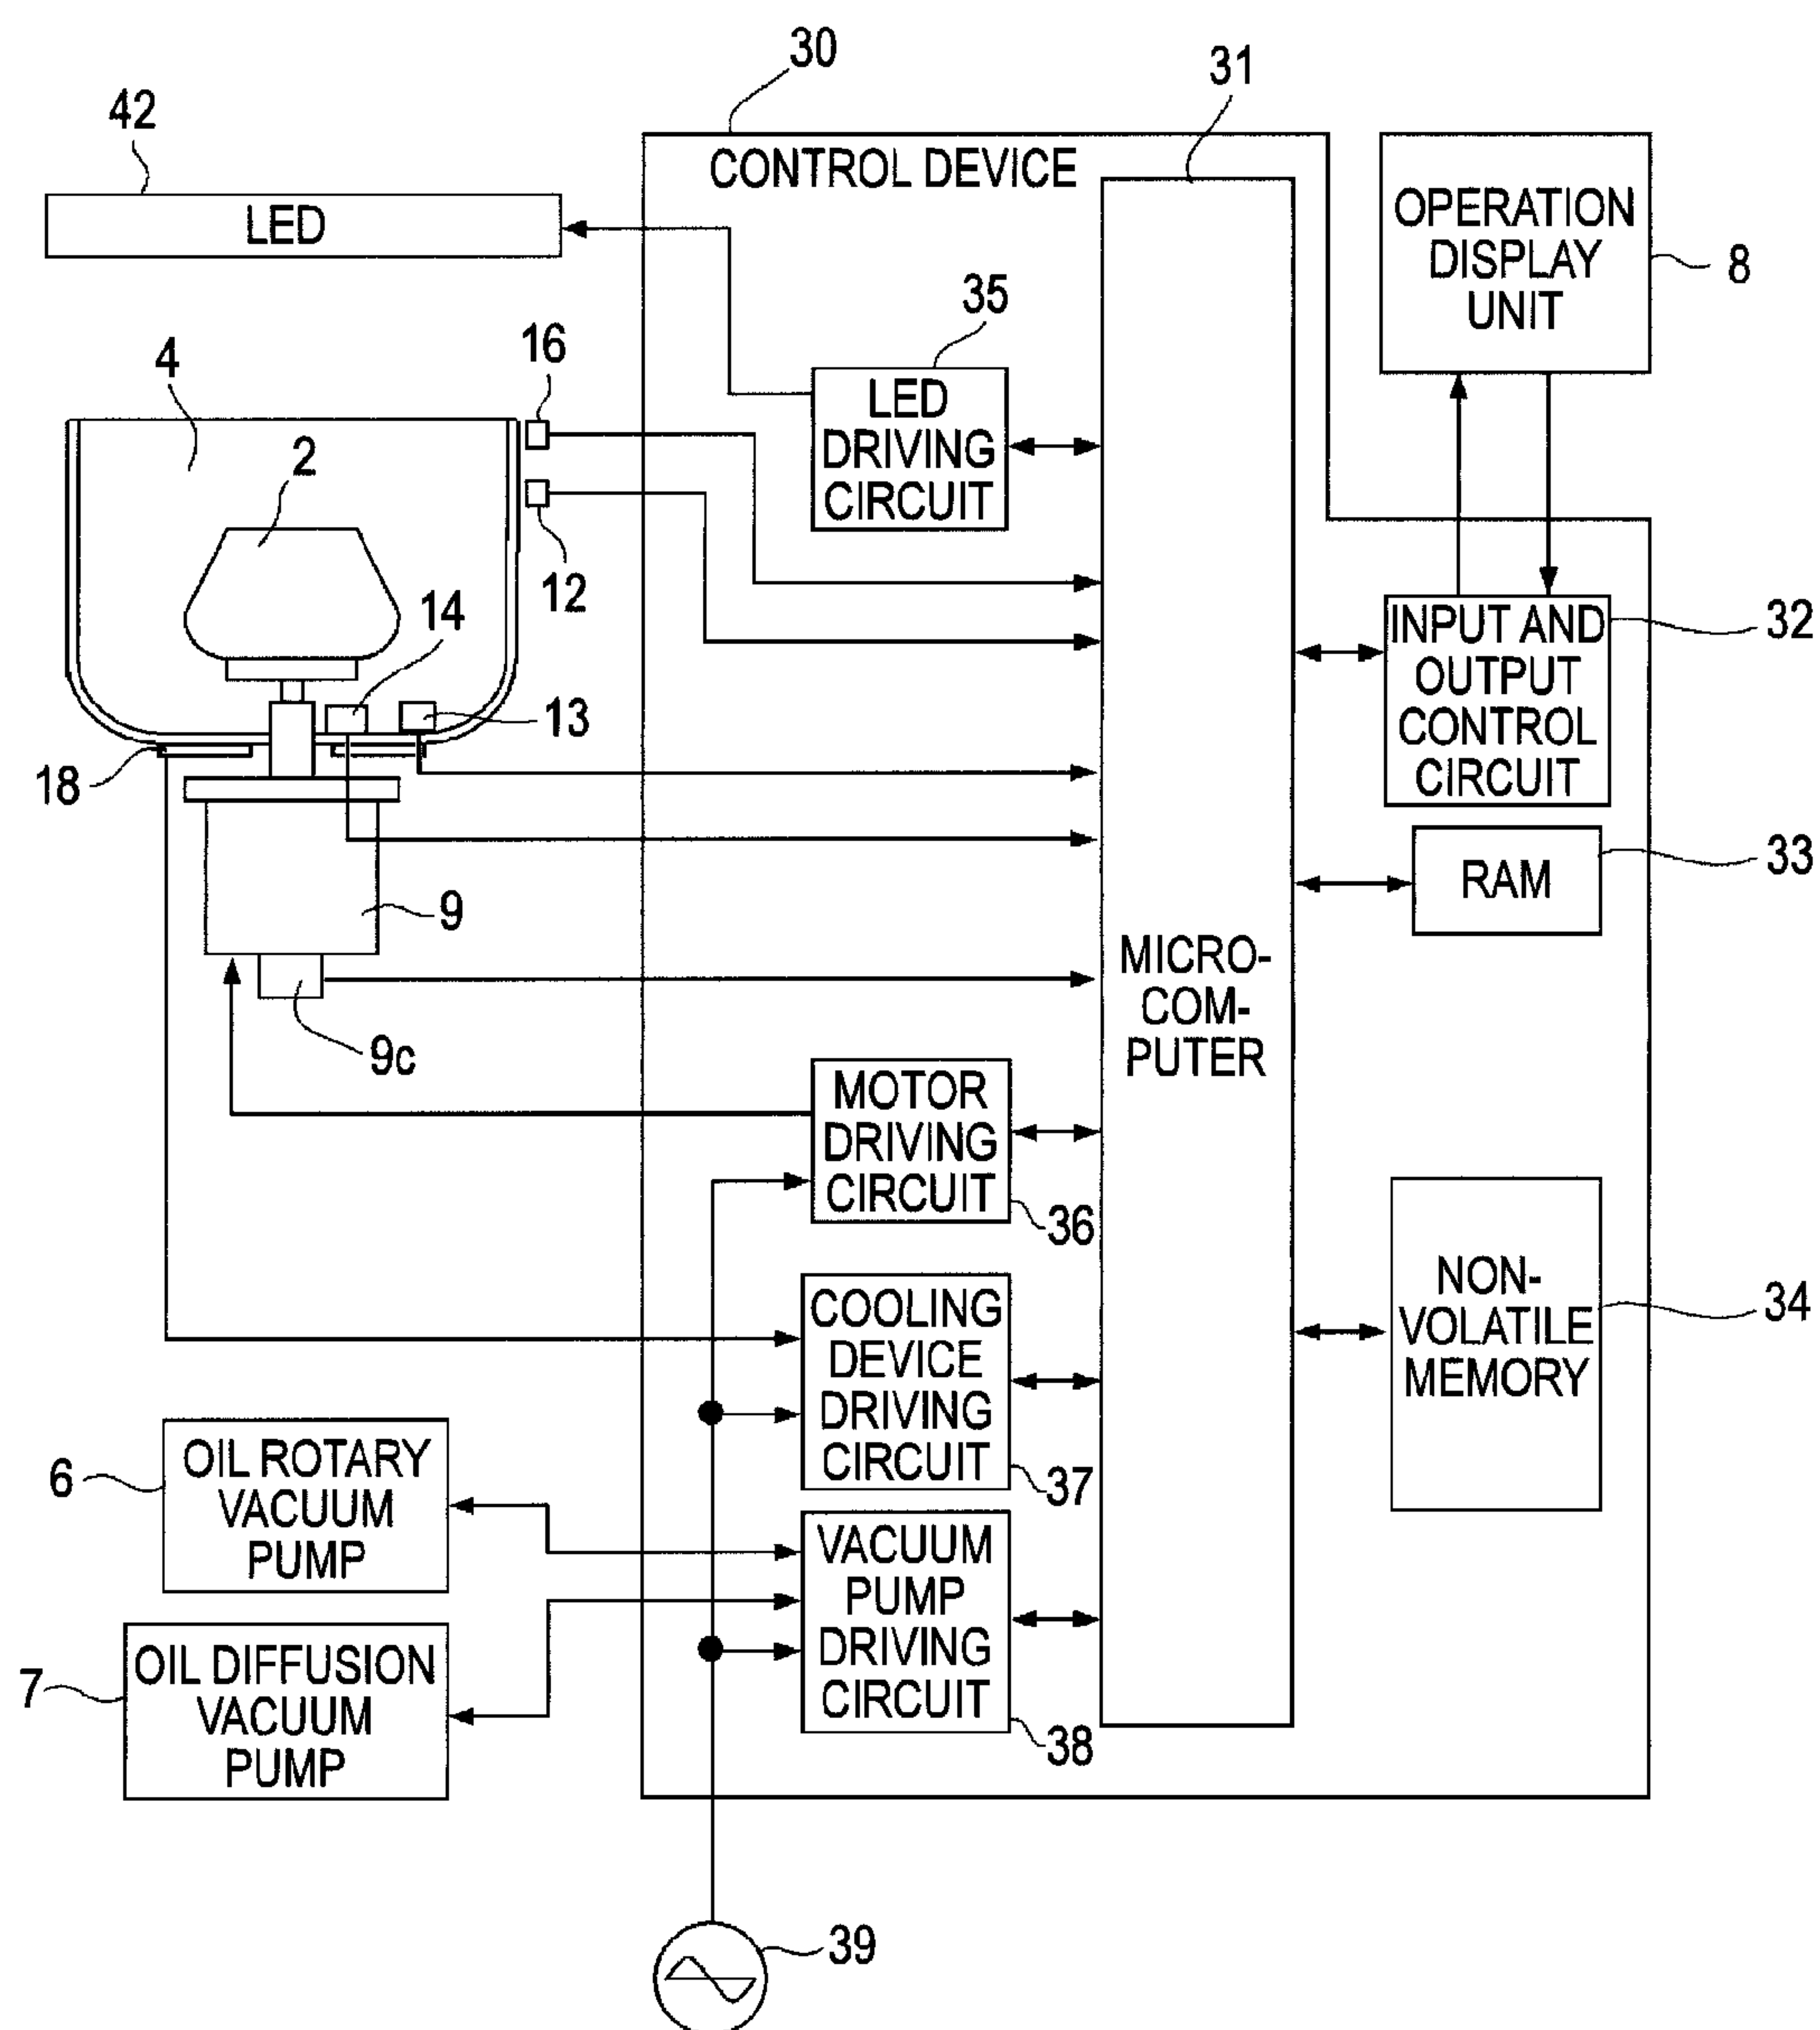 30
31
42
CONTROL DEVICE
LED
OPERATION
DISPLAY
UNIT
8
35
16
4
LED
DRIVING
CIRCUIT
2
12
14
INPUT AND
OUTPUT
CONTROL
CIRCUIT
32
13
18
RAM
33
9
MICRO-
COM-
PUTER
9c
MOTOR
DRIVING
CIRCUIT
36
NON-
VOLATILE
MEMORY
34
COOLING
DEVICE
DRIVING
CIRCUIT
37
OIL ROTARY
VACUUM
PUMP
6
VACUUM
PUMP
DRIVING
CIRCUIT
38
OIL DIFFUSION
VACUUM
PUMP
7
39